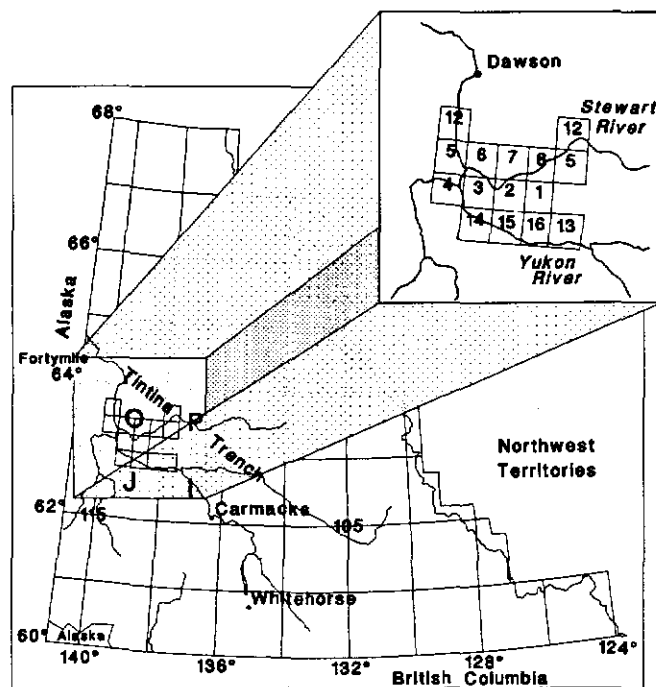 Dawson
Stewart
River
12
12
5 6 7 6 5
4 3 2 1
14 15 16 13
Yukon
River
68°
66°
Alaska
Fortymile
64°
Tintina
O P
Trench
J I
Northwest
Territories
62°
115
Carmacks
105
Whitehorse
60°
Alaska
140°
136°
132°
128°
124°
British Columbia